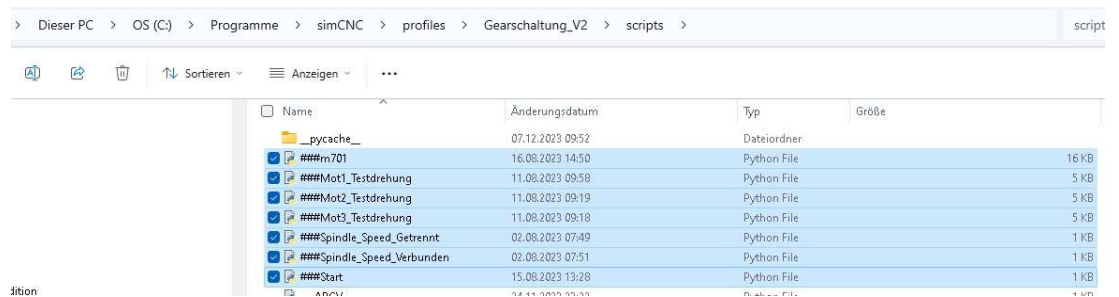 > Dieser PC > OS (C:) > Programme > simCNC > profiles > Gearschaltung_V2 > scripts > script
Sortieren Anzeigen ...
Name Änderungsdatum Typ Größe
__pycache__ 07.12.2023 09:52 Dateiordner
###m701 16.08.2023 14:50 Python File 16 KB
###Mot1_Testdrehung 11.08.2023 09:58 Python File 5 KB
###Mot2_Testdrehung 11.08.2023 09:19 Python File 5 KB
###Mot3_Testdrehung 11.08.2023 09:18 Python File 5 KB
###Spindle_Speed_Getrennt 02.08.2023 07:49 Python File 1 KB
###Spindle_Speed_Verbunden 02.08.2023 07:51 Python File 1 KB
###Start 15.08.2023 13:28 Python File 1 KB
dition